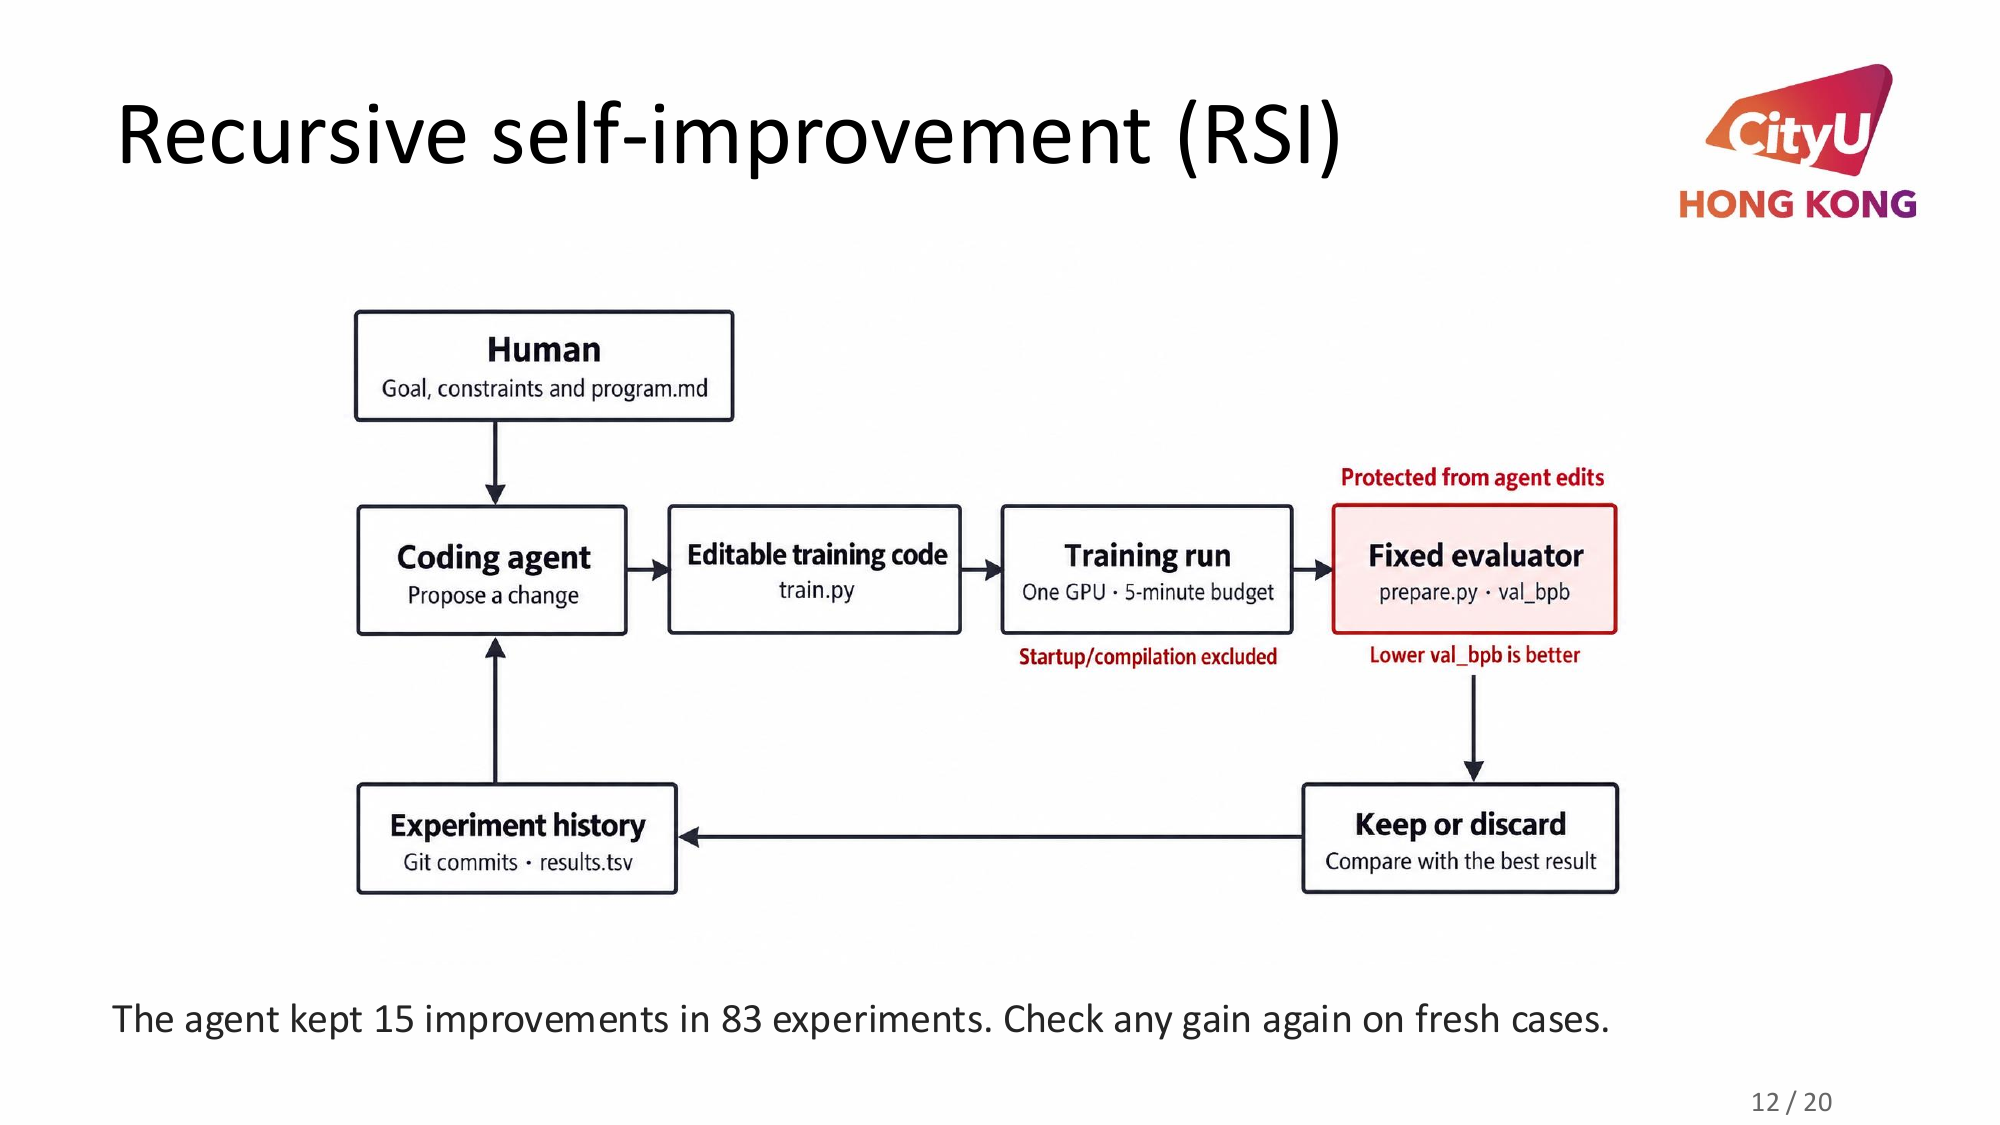 Recursive self-improvement (RSI)
CityU
HONG KONG
Human
Goal, constraints and program.md
Protected from agent edits
Coding agent
Propose a change
Editable training code
train.py
Training run
One GPU · 5-minute budget
Fixed evaluator
prepare.py · val_bpb
Startup/compilation excluded
Lower val_bpb is better
Experiment history
Git commits · results.tsv
Keep or discard
Compare with the best result
The agent kept 15 improvements in 83 experiments. Check any gain again on fresh cases.
12 / 20